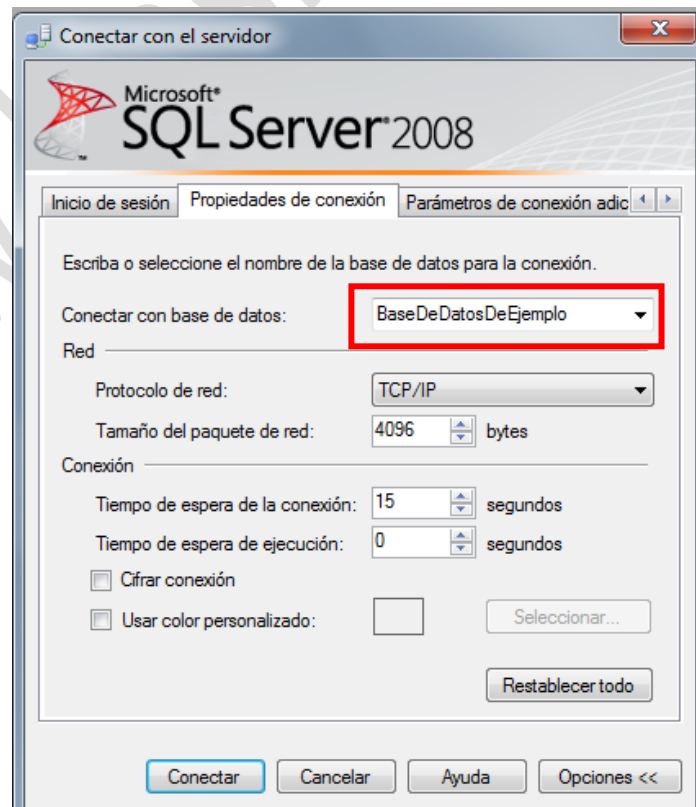 Conectar con el servidor
Microsoft®
SQL Server® 2008
Inicio de sesión Propiedades de conexión Parámetros de conexión adic
Escriba o seleccione el nombre de la base de datos para la conexión.
Conectar con base de datos: BaseDeDatosDeEjemplo
Red
Protocolo de red: TCP/IP
Tamaño del paquete de red: 4096 bytes
Conexión
Tiempo de espera de la conexión: 15 segundos
Tiempo de espera de ejecución: 0 segundos
Cifrar conexión
Usar color personalizado: Seleccionar...
Restablecer todo
Conectar Cancelar Ayuda Opciones <<